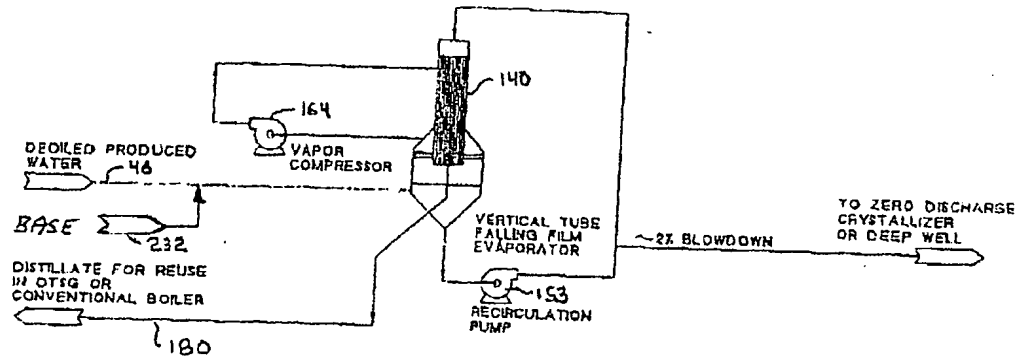 140
164
VAPOR
COMPRESSOR
DEOILED PRODUCED
WATER
48
BASE
232
VERTICAL TUBE
FALLING FILM
EVAPORATOR
~2% BLOWDOWN
TO ZERO DISCHARGE
CRYSTALLIZER
OR DEEP WELL
DISTILLATE FOR REUSE
IN OTSG OR
CONVENTIONAL BOILER
180
153
RECIRCULATION
PUMP